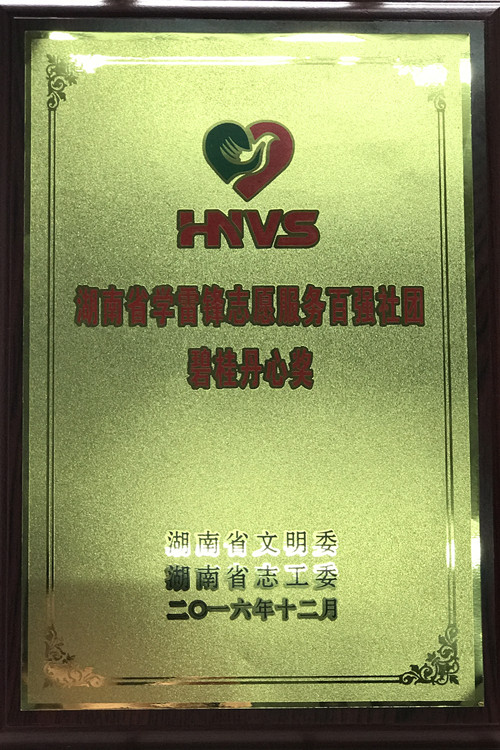 HNVS
湖南省学雷锋志愿服务百强社团
碧桂丹心奖
湖南省文明委
湖南省志工委
二〇一六年十二月